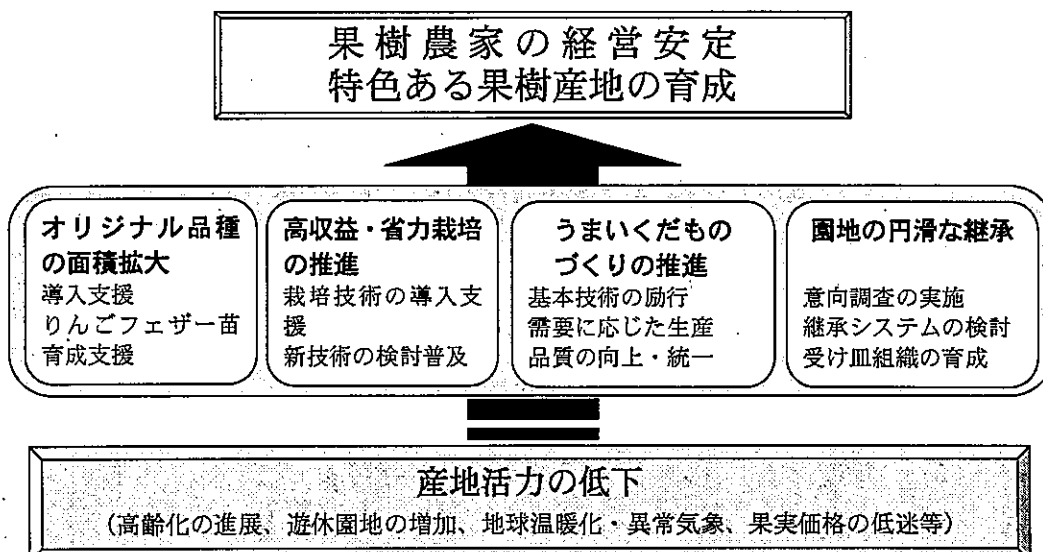 果樹農家の経営安定
特色ある果樹産地の育成
オリジナル品種
の面積拡大
導入支援
りんごフェザー苗
育成支援
高収益・省力栽培
の推進
栽培技術の導入支
援
新技術の検討普及
うまいくだもの
づくりの推進
基本技術の励行
需要に応じた生産
品質の向上・統一
園地の円滑な継承
意向調査の実施
継承システムの検討
受け皿組織の育成
産地活力の低下
(高齢化の進展、遊休園地の増加、地球温暖化・異常気象、果実価格の低迷等)